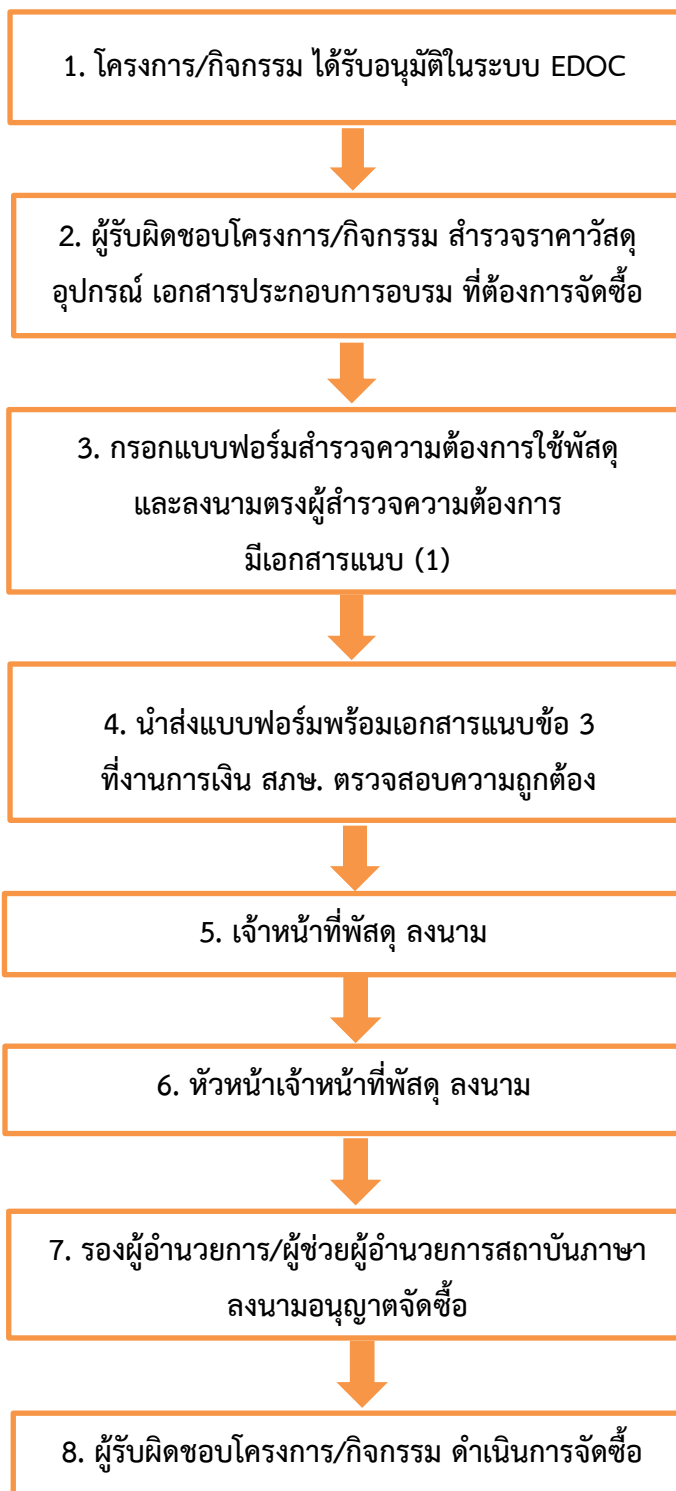 1. โครงการ/กิจกรรม ได้รับอนุมัติในระบบ EDOC
2. ผู้รับผิดชอบโครงการ/กิจกรรม สำรวจราคาวัสดุ
อุปกรณ์ เอกสารประกอบการอบรม ที่ต้องการจัดซื้อ
3. กรอกแบบฟอร์มสำรวจความต้องการใช้พัสดุ
และลงนามตรงผู้สำรวจความต้องการ
มีเอกสารแนบ (1)
4. นำส่งแบบฟอร์มพร้อมเอกสารแนบข้อ 3
ที่งานการเงิน สภษ. ตรวจสอบความถูกต้อง
5. เจ้าหน้าที่พัสดุ ลงนาม
6. หัวหน้าเจ้าหน้าที่พัสดุ ลงนาม
7. รองผู้อำนวยการ/ผู้ช่วยผู้อำนวยการสถาบันภาษา
ลงนามอนุญาตจัดซื้อ
8. ผู้รับผิดชอบโครงการ/กิจกรรม ดำเนินการจัดซื้อ